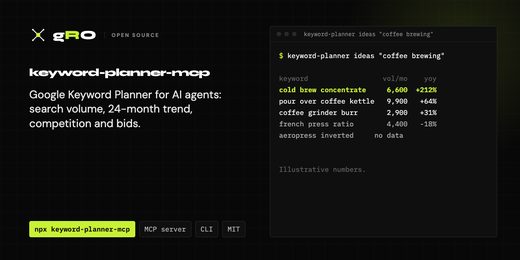 gRO
OPEN SOURCE
keyword-planner-mcp
Google Keyword Planner for AI agents:
search volume, 24-month trend,
competition and bids.
npx keyword-planner-mcp
MCP server
CLI
MIT
keyword-planner ideas "coffee brewing"
$ keyword-planner ideas "coffee brewing"
keyword vol/mo yoy
cold brew concentrate 6,600 +212%
pour over coffee kettle 9,900 +64%
coffee grinder burr 2,900 +31%
french press ratio 4,400 -18%
aeropress inverted no data
Illustrative numbers.